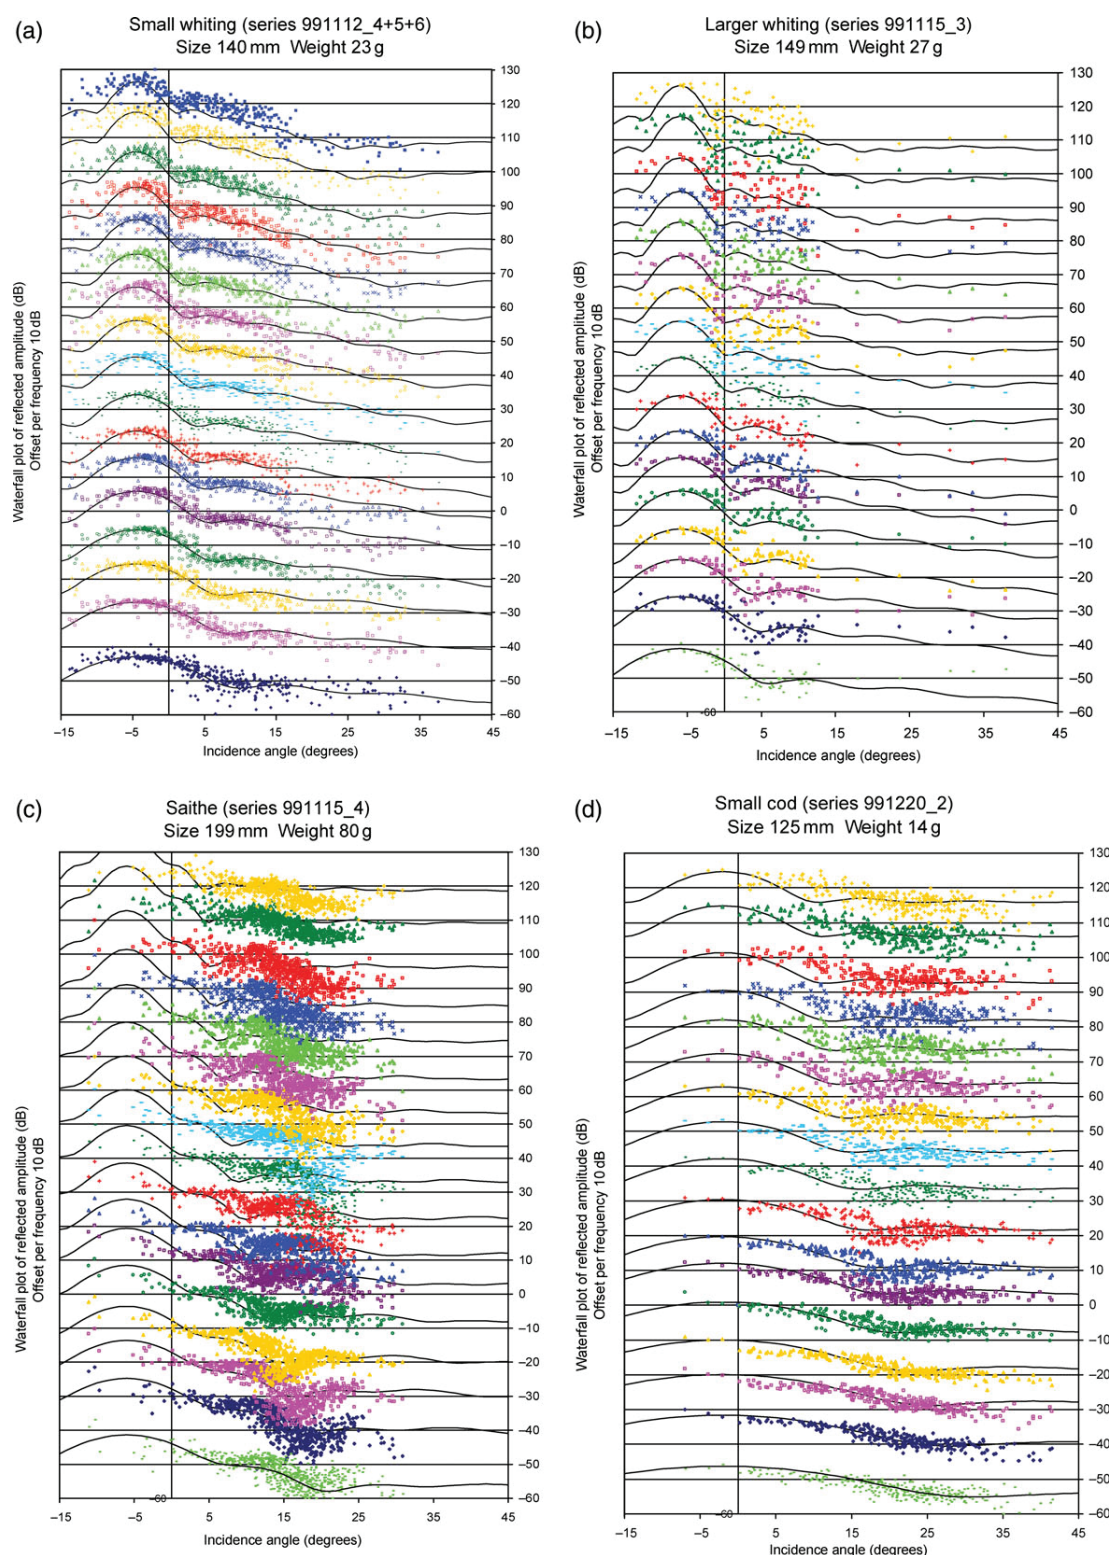 (a)
Small whiting (series 991112_4+5+6)
Size 140 mm Weight 23 g
Waterfall plot of reflected amplitude (dB)
Offset per frequency 10 dB
130
120
110
100
90
80
70
60
50
40
30
20
10
0
−10
−20
−30
−40
−50
−60
−15 −5 5 15 25 35 45
Incidence angle (degrees)
(b)
Larger whiting (series 991115_3)
Size 149 mm Weight 27 g
Waterfall plot of reflected amplitude (dB)
Offset per frequency 10 dB
130
120
110
100
90
80
70
60
50
40
30
20
10
0
−10
−20
−30
−40
−50
−60
−60
−15 −5 5 15 25 35 45
Incidence angle (degrees)
(c)
Saithe (series 991115_4)
Size 199 mm Weight 80 g
Waterfall plot of reflected amplitude (dB)
Offset per frequency 10 dB
130
120
110
100
90
80
70
60
50
40
30
20
10
0
−10
−20
−30
−40
−50
−60
−60
−15 −5 5 15 25 35 45
Incidence angle (degrees)
(d)
Small cod (series 991220_2)
Size 125 mm Weight 14 g
Waterfall plot of reflected amplitude (dB)
Offset per frequency 10 dB
130
120
110
100
90
80
70
60
50
40
30
20
10
0
−10
−20
−30
−40
−50
−60
−60
−15 −5 5 15 25 35 45
Incidence angle (degrees)